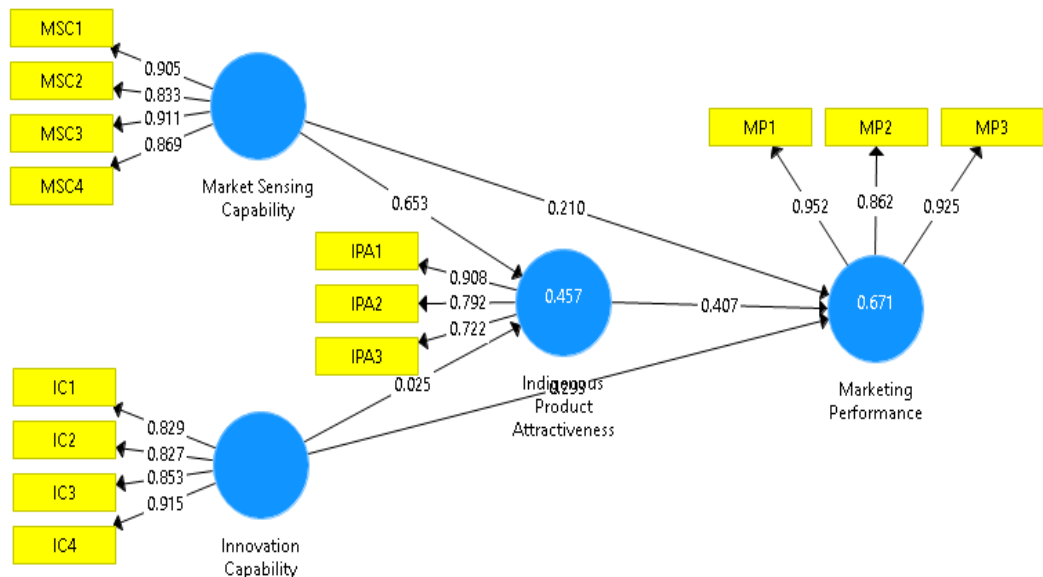 MSC1
MSC2
MSC3
MSC4
0.905
0.833
0.911
0.869
Market Sensing
Capability
0.653
0.210
MP1
MP2
MP3
0.952
0.862
0.925
IPA1
IPA2
IPA3
0.908
0.792
0.722
0.457
0.407
0.671
Indigenous
Product
Attractiveness
Marketing
Performance
0.025
IC1
IC2
IC3
IC4
0.829
0.827
0.853
0.915
Innovation
Capability